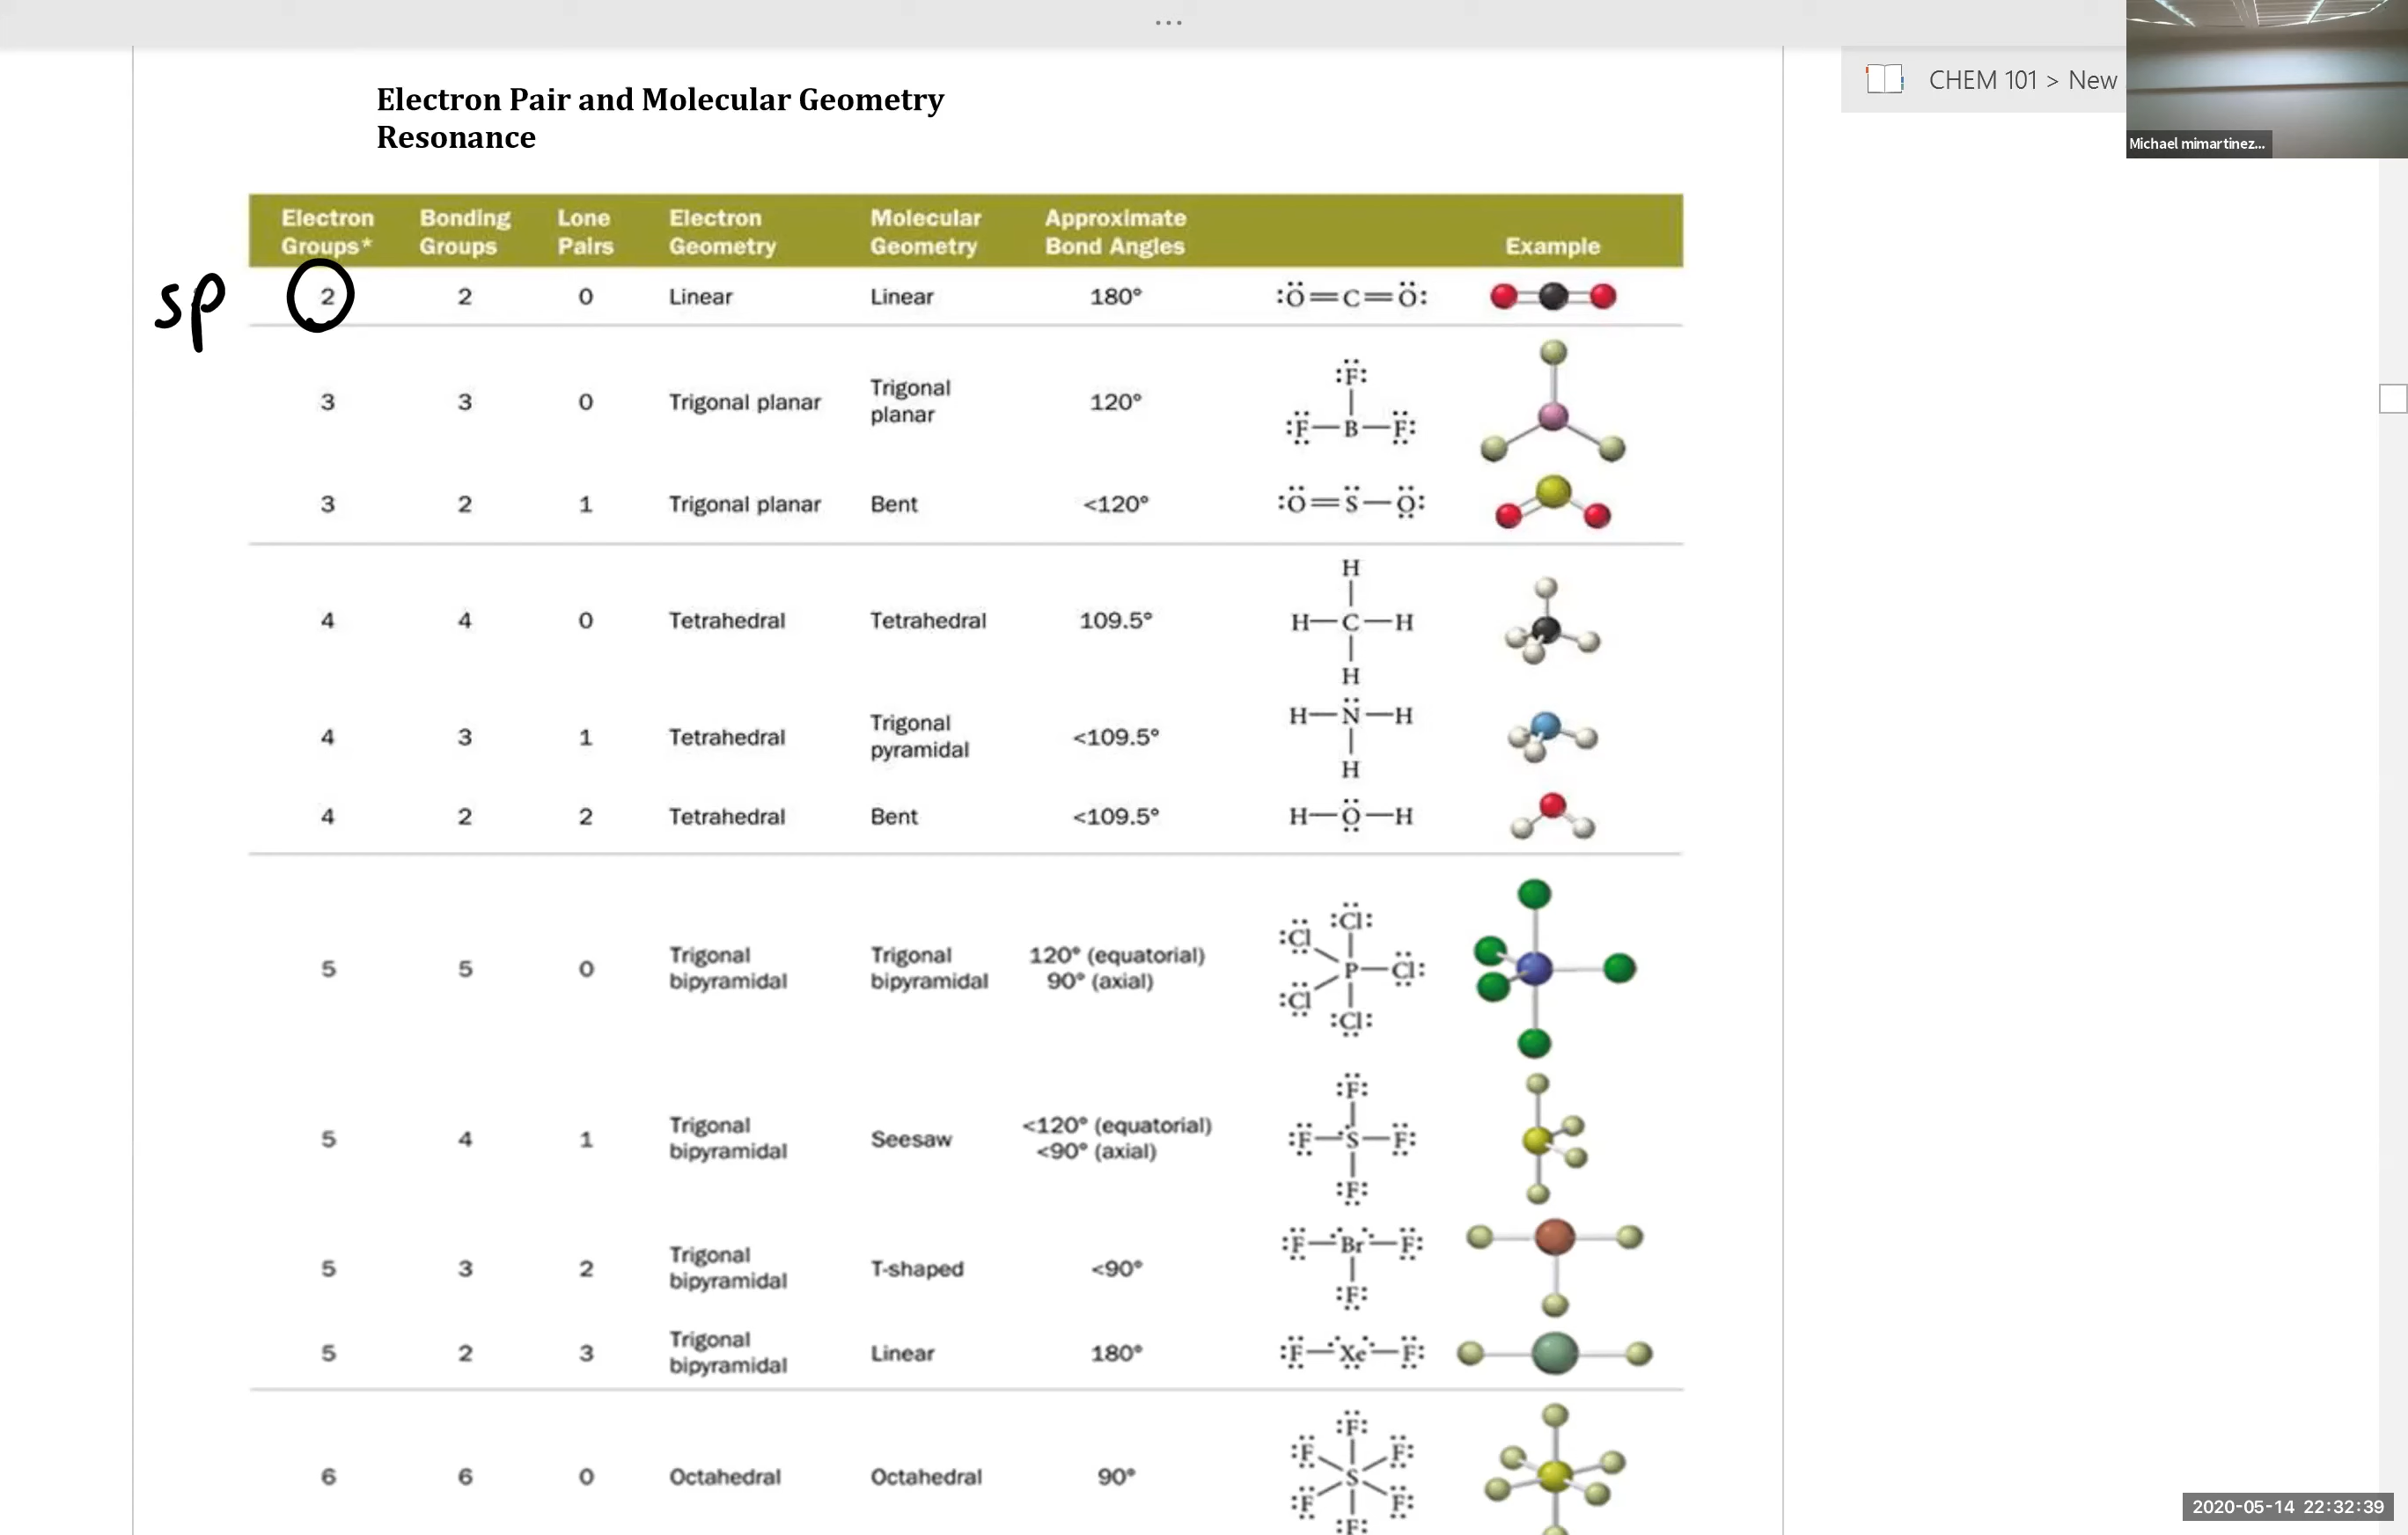 ...
CHEM 101 > New
Michael mimartinez...
Electron Pair and Molecular Geometry
Resonance
Electron Groups* Bonding Groups Lone Pairs Electron Geometry Molecular Geometry Approximate Bond Angles Example
sp 2 2 0 Linear Linear 180° :Ö=C=Ö:
3 3 0 Trigonal planar Trigonal planar 120° :F: :F—B—F:
3 2 1 Trigonal planar Bent <120° :O=S—O:
4 4 0 Tetrahedral Tetrahedral 109.5° H H—C—H H
4 3 1 Tetrahedral Trigonal pyramidal <109.5° H—N—H H
4 2 2 Tetrahedral Bent <109.5° H—O—H
5 5 0 Trigonal bipyramidal Trigonal bipyramidal 120° (equatorial) 90° (axial) :Cl: :Cl P—Cl: :Cl :Cl:
5 4 1 Trigonal bipyramidal Seesaw <120° (equatorial) <90° (axial) :F: :F—S—F: :F:
5 3 2 Trigonal bipyramidal T-shaped <90° :F—Br—F: :F:
5 2 3 Trigonal bipyramidal Linear 180° :F—Xe—F:
6 6 0 Octahedral Octahedral 90° :F: :F F: S :F F: :F:
2020-05-14 22:32:39